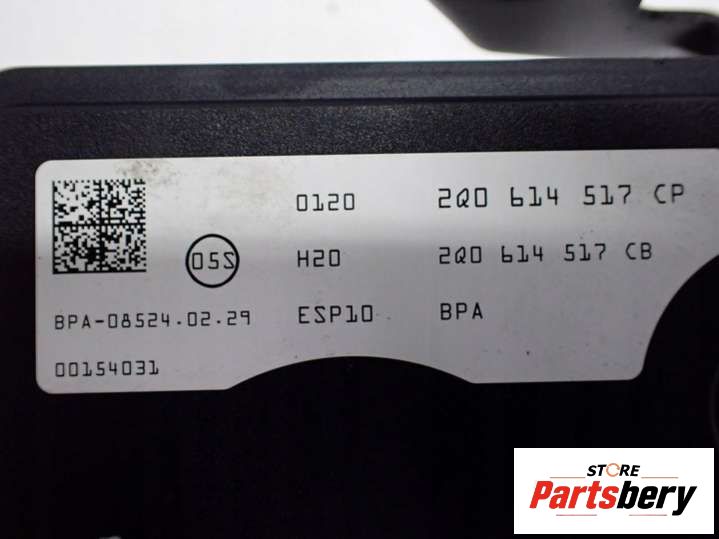 0120 2Q0 614 517 CP
05S H20 2Q0 614 517 CB
BPA-08524.02.29 ESP10 BPA
00154031
STORE
Partsbery